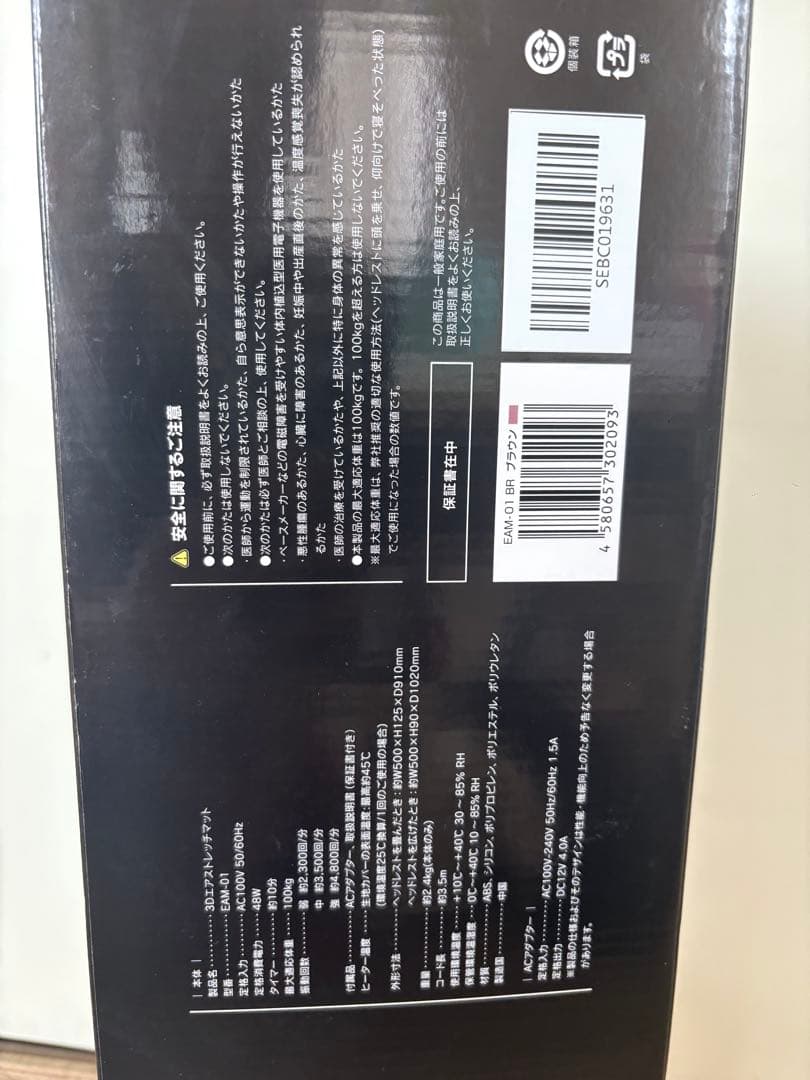 | 本体 |
製品名………3Dエアストレッチマット
型番…………EAM-01
定格入力………AC100V 50/60Hz
定格消費電力……48W
タイマー…………約10分
最大適応体重……100kg
振動回数…………弱 約2,300回/分
中 約3,500回/分
強 約4,800回/分
付属品…………ACアダプター、取扱説明書(保証書付き)
ヒーター温度……生地カバーの表面温度:最高約45℃
(環境温度25℃換算/1回のご使用の場合)
外形寸法…………ヘッドレストを畳んだとき:約W500×H125×D910mm
ヘッドレストを広げたとき:約W500×H90×D1020mm
重量………………約2.4kg(本体のみ)
コード長…………約3.5m
使用環境温湿度…+10℃~+40℃ 30~85% RH
保管環境温湿度…0℃~+40℃ 10~85% RH
材質………………ABS、シリコン、ポリプロピレン、ポリエステル、ポリウレタン
製造国……………中国
| ACアダプター |
定格入力…………AC100V-240V 50Hz/60Hz 1.5A
定格出力…………DC12V 4.0A
※製品の仕様およびそのデザインは性能・機能向上のため予告なく変更する場合
があります。
安全に関するご注意
●ご使用前に、必ず取扱説明書をよくお読みの上、ご使用ください。
●次のかたは使用しないでください。
・医師から運動を制限されているかた、自ら意思表示ができないかたや操作が行えないかた
●次のかたは必ず医師とご相談の上、使用してください。
・ペースメーカーなどの電磁障害を受けやすい体内植込型医用電子機器を使用しているかた
・悪性腫瘍のあるかた、心臓に障害のあるかた、妊娠中や出産直後のかた、温度感覚喪失が認められ
るかた
・医師の治療を受けているかたや、上記以外に特に身体の異常を感じているかた
●本製品の最大適応体重は100kgです。100kgを超える方は使用しないでください。
※最大適応体重は、弊社推奨の適切な使用方法(ヘッドレストに頭を乗せ、仰向けで寝そべった状態)
でご使用になった場合の数値です。
保証書在中
この商品は一般家庭用です。ご使用の前には
取扱説明書をよくお読みの上、
正しくお使いください。
EAM-01 BR ブラウン
4 580657 302093
SEBC019631
個装箱
プラ
袋